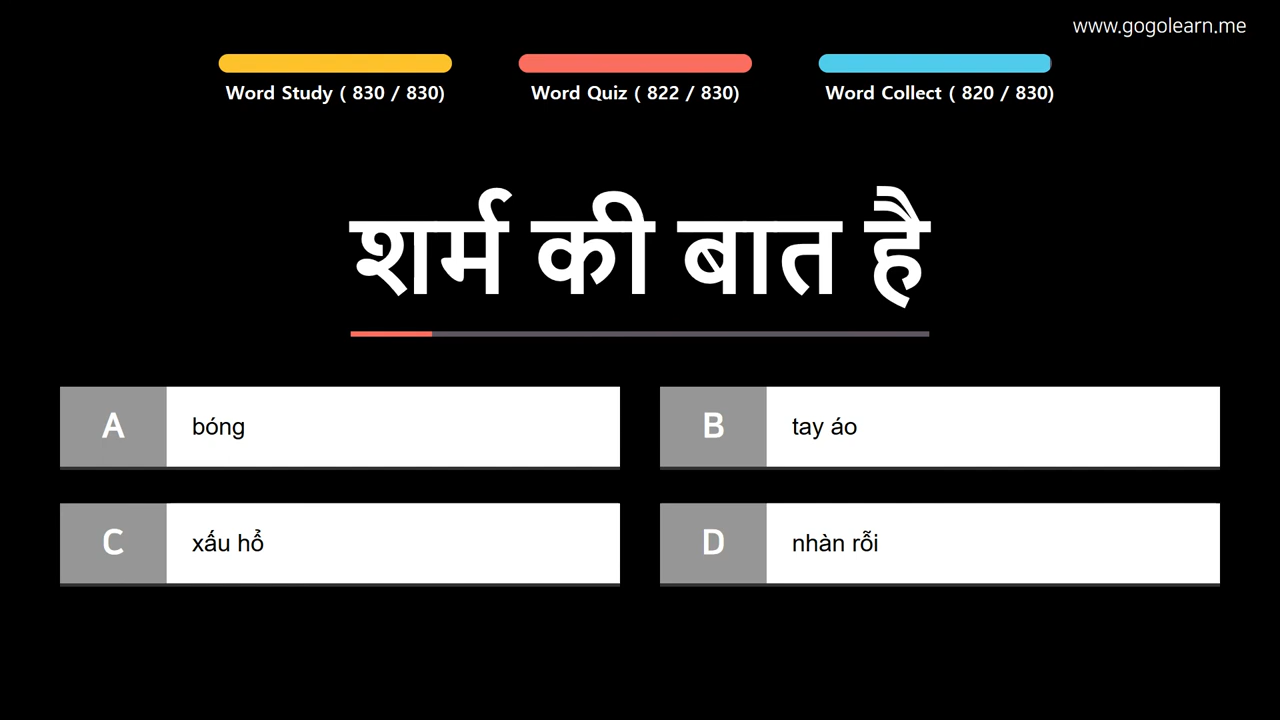 www.gogolearn.me
Word Study ( 830 / 830)
Word Quiz ( 822 / 830)
Word Collect ( 820 / 830)
शर्म की बात है
A bóng
B tay áo
C xấu hổ
D nhàn rỗi